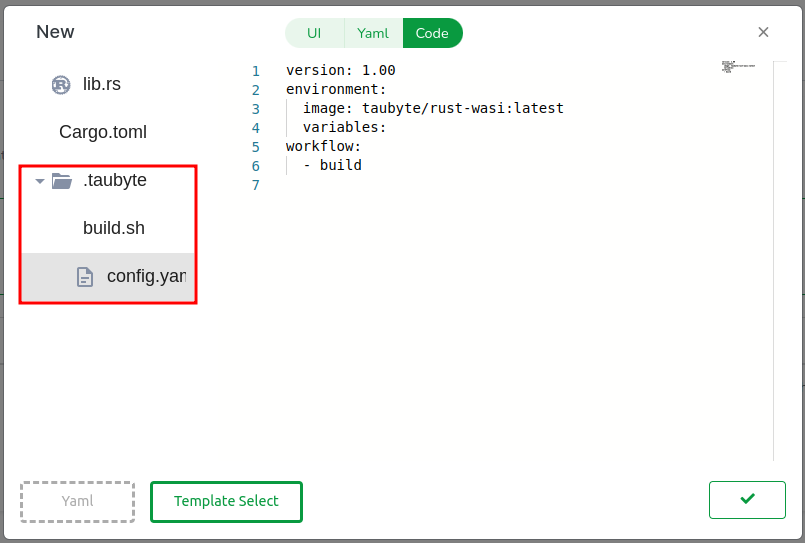 New
UI
Yaml
Code
×
lib.rs
Cargo.toml
.taubyte
build.sh
config.yam
1 version: 1.00
2 environment:
3 image: taubyte/rust-wasi:latest
4 variables:
5 workflow:
6 - build
7
Yaml
Template Select